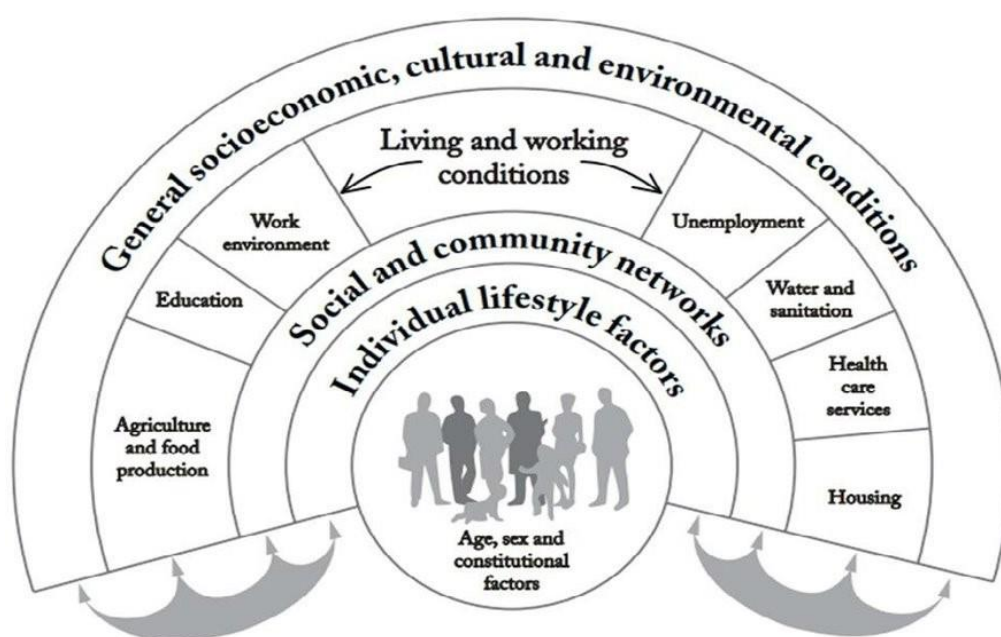 General socioeconomic, cultural and environmental conditions
Living and working
conditions
Work
environment
Unemployment
Education
Water and
sanitation
Agriculture
and food
production
Health
care
services
Housing
Social and community networks
Individual lifestyle factors
Age, sex and
constitutional
factors